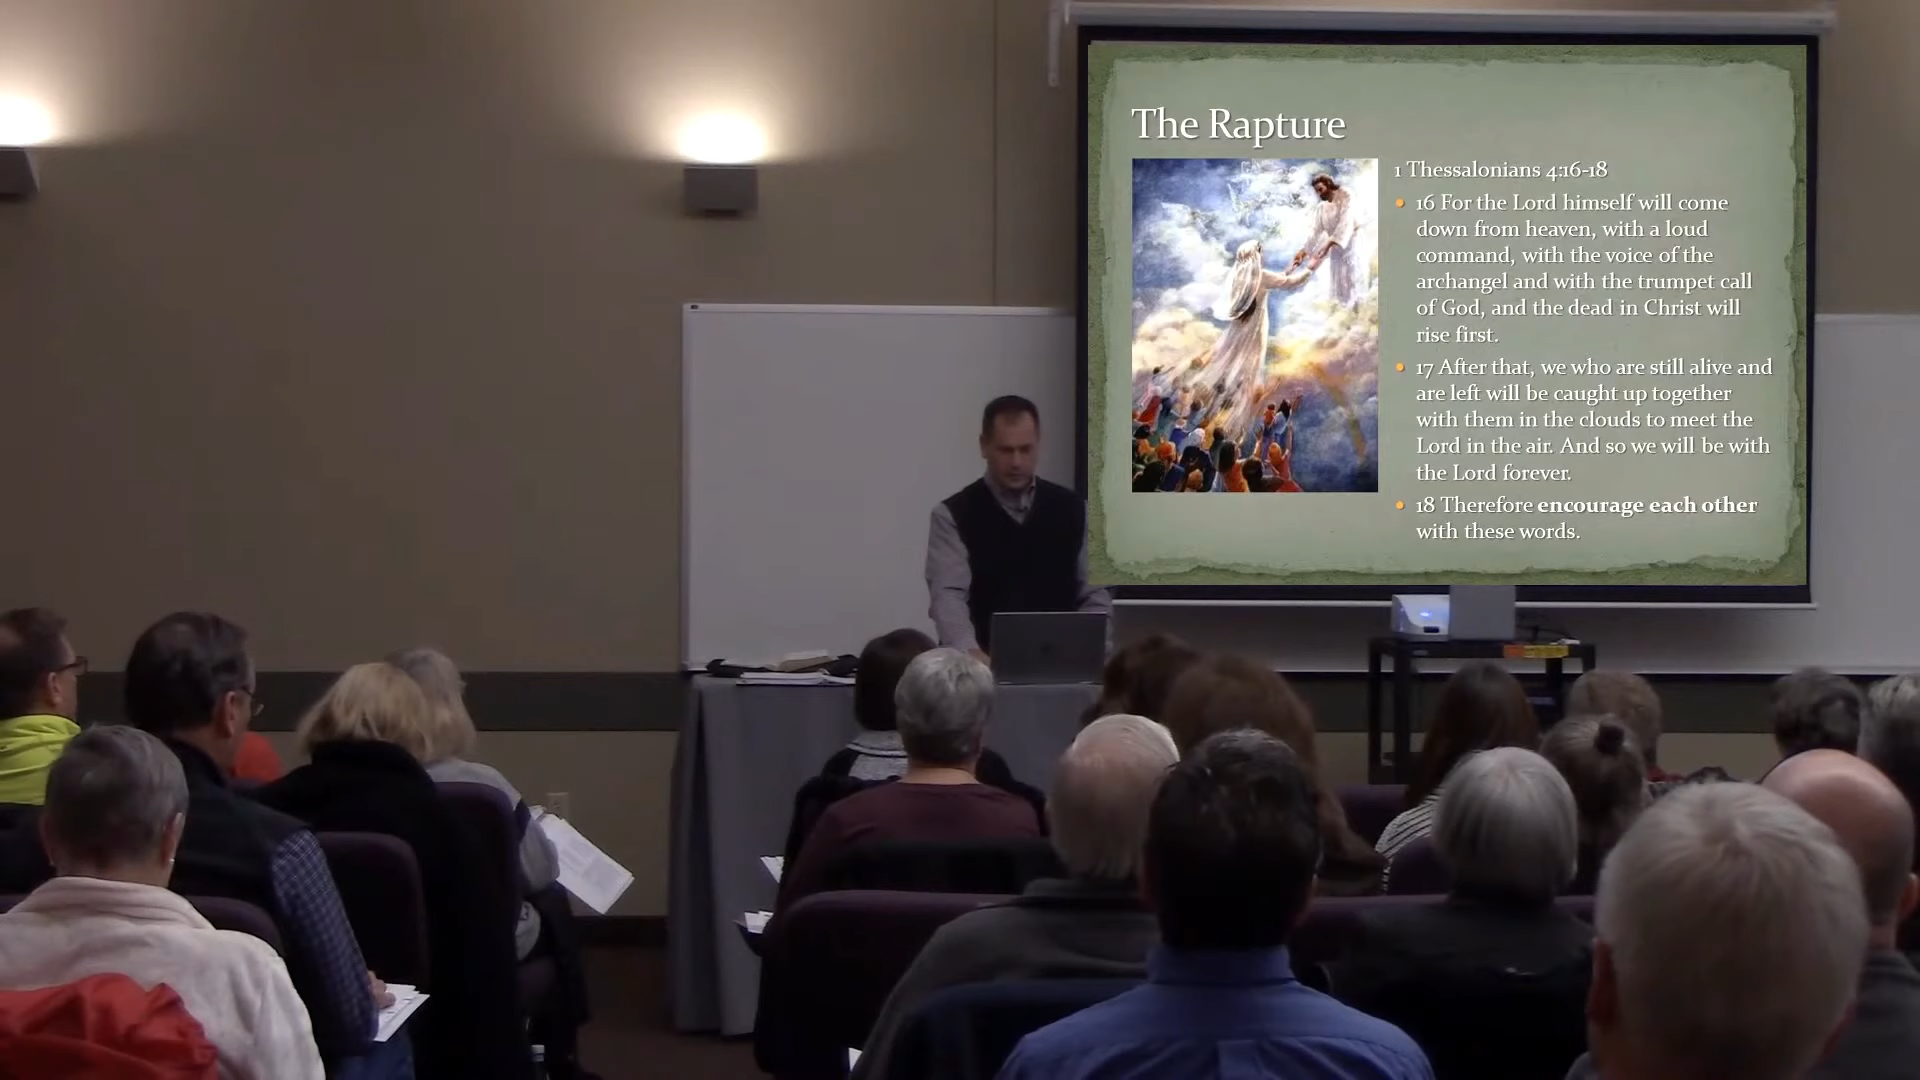 The Rapture
1 Thessalonians 4:16-18
16 For the Lord himself will come
down from heaven, with a loud
command, with the voice of the
archangel and with the trumpet call
of God, and the dead in Christ will
rise first.
17 After that, we who are still alive and
are left will be caught up together
with them in the clouds to meet the
Lord in the air. And so we will be with
the Lord forever.
18 Therefore encourage each other
with these words.